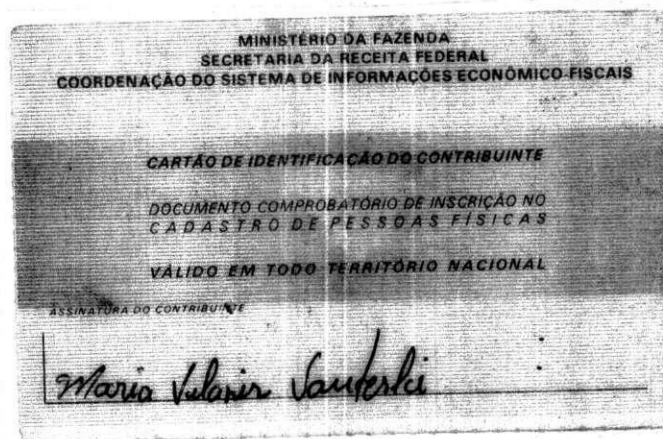 MINISTÉRIO DA FAZENDA
SECRETARIA DA RECEITA FEDERAL
COORDENAÇÃO DO SISTEMA DE INFORMAÇÕES ECONÔMICO-FISCAIS
CARTÃO DE IDENTIFICAÇÃO DO CONTRIBUINTE
DOCUMENTO COMPROBATÓRIO DE INSCRIÇÃO NO
CADASTRO DE PESSOAS FÍSICAS
VÁLIDO EM TODO TERRITÓRIO NACIONAL
ASSINATURA DO CONTRIBUINTE
Maria